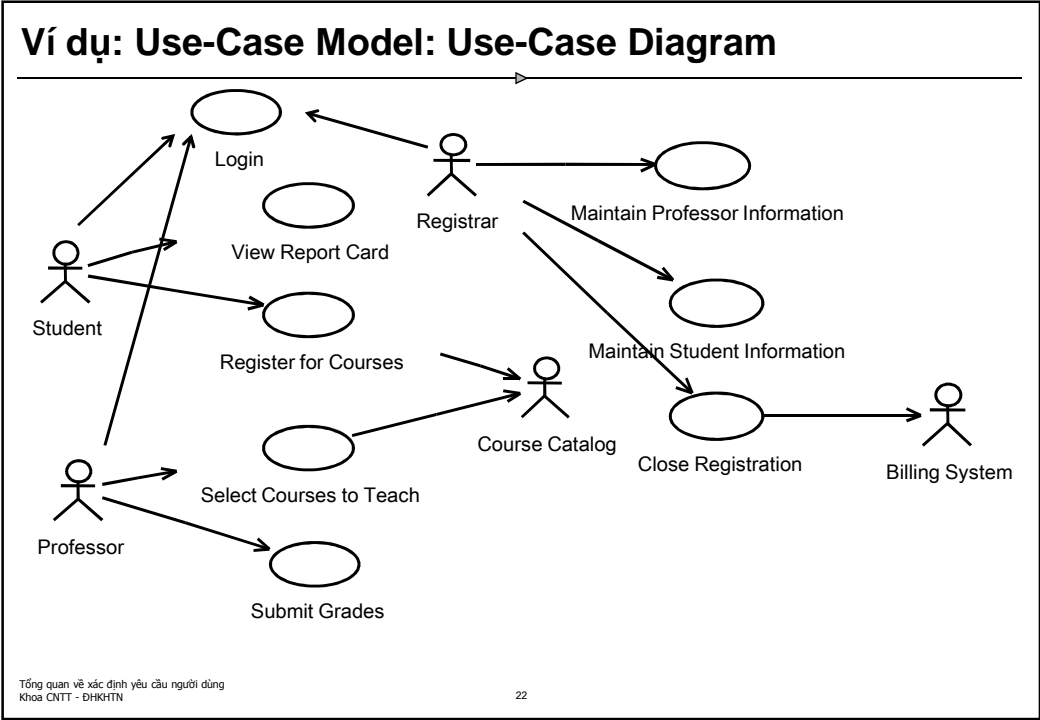 Ví dụ: Use-Case Model: Use-Case Diagram
Login
Registrar
Maintain Professor Information
View Report Card
Student
Register for Courses
Maintain Student Information
Course Catalog
Close Registration
Billing System
Select Courses to Teach
Professor
Submit Grades
Tổng quan về xác định yêu cầu người dùng
Khoa CNTT - ĐHKHTN
22